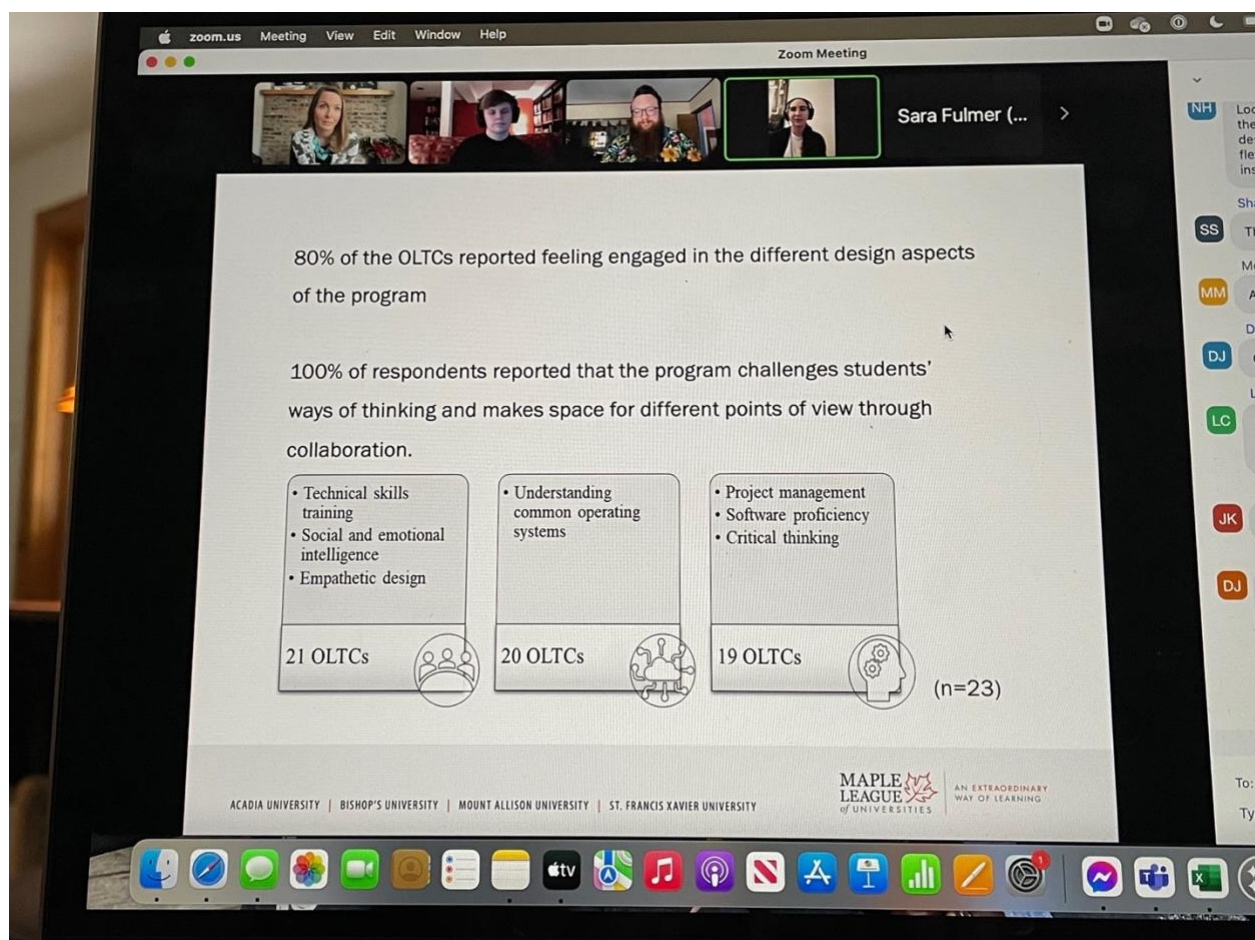 zoom.us Meeting View Edit Window Help
Zoom Meeting
Sara Fulmer (...
80% of the OLTCs reported feeling engaged in the different design aspects
of the program
100% of respondents reported that the program challenges students’
ways of thinking and makes space for different points of view through
collaboration.
• Technical skills
training
• Social and emotional
intelligence
• Empathetic design
21 OLTCs
• Understanding
common operating
systems
20 OLTCs
• Project management
• Software proficiency
• Critical thinking
19 OLTCs
(n=23)
ACADIA UNIVERSITY | BISHOP'S UNIVERSITY | MOUNT ALLISON UNIVERSITY | ST. FRANCIS XAVIER UNIVERSITY
MAPLE
LEAGUE
of UNIVERSITIES
AN EXTRAORDINARY
WAY OF LEARNING
NH
the
SS
MM
DJ
LC
JK
DJ
To:
tv
1